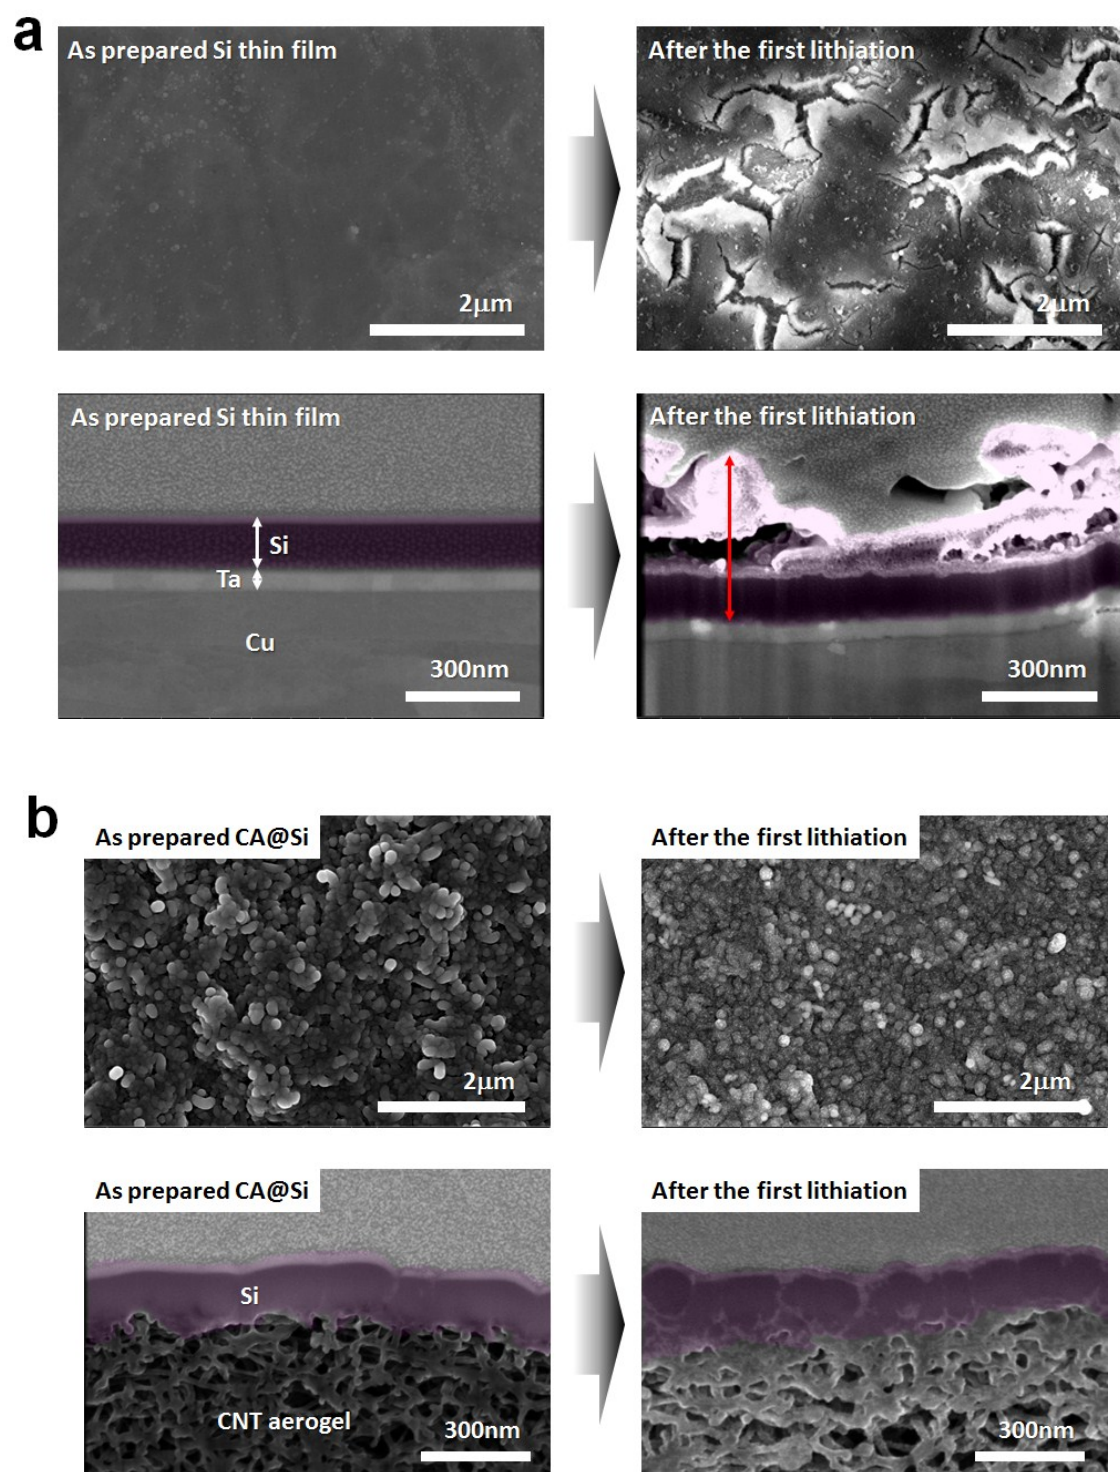 a
As prepared Si thin film
After the first lithiation
2μm
2μm
As prepared Si thin film
After the first lithiation
Si
Ta
Cu
300nm
300nm
b
As prepared CA@Si
After the first lithiation
2μm
2μm
As prepared CA@Si
After the first lithiation
Si
CNT aerogel
300nm
300nm